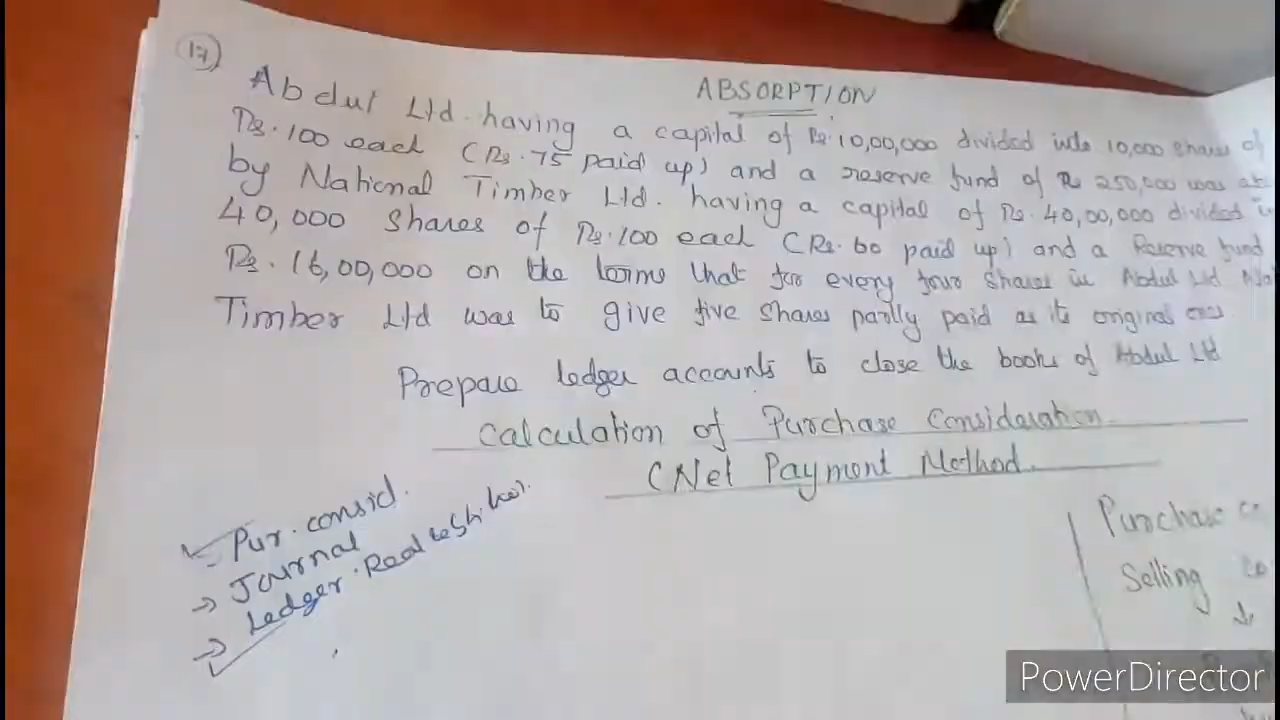 17
ABSORPTION
Abdul Ltd. having a capital of Rs. 10,00,000 divided into 10,000 shares of
Rs. 100 each (Rs. 75 paid up) and a reserve fund of Rs 250,000 was
by National Timber Ltd. having a capital of Rs. 40,00,000 divided
40,000 shares of Rs. 100 each (Rs. 60 paid up) and a Reserve fund
Rs. 16,00,000 on the terms that for every four shares in Abdul Ltd
Timber Ltd was to give five shares partly paid as its original
Prepare ledger accounts to close the books of Abdul Ltd
Calculation of Purchase Consideration
(Net Payment Method.
Pur. consid.
→ Journal
→ Ledger.
Purchase
Selling
PowerDirector